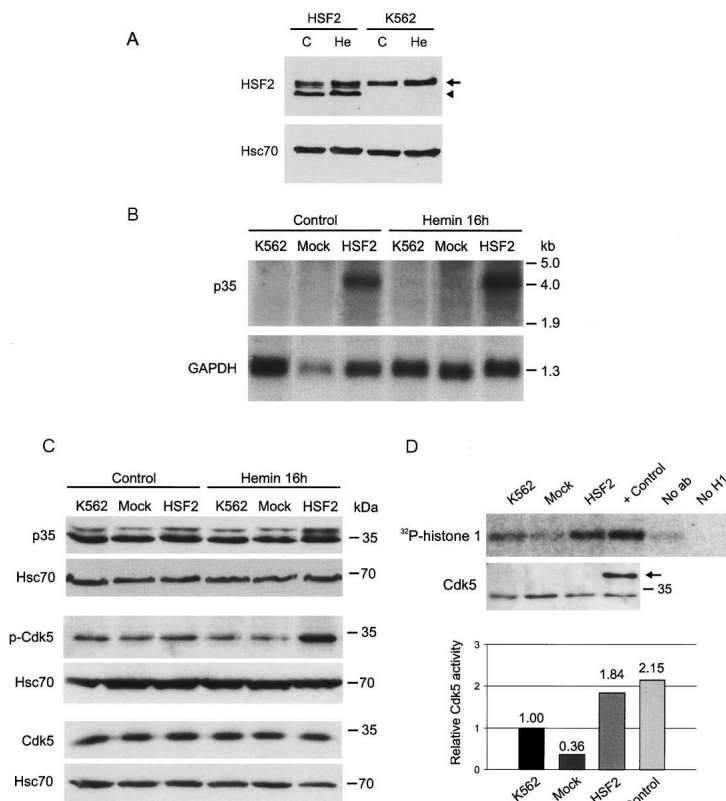 A
HSF2 K562
C He C He
HSF2
Hsc70
B
Control Hemin 16h
K562 Mock HSF2 K562 Mock HSF2 kb
5.0
p35
4.0
1.9
GAPDH
1.3
C
Control Hemin 16h
K562 Mock HSF2 K562 Mock HSF2 kDa
p35
35
Hsc70
70
p-Cdk5
35
Hsc70
70
Cdk5
35
Hsc70
70
D
K562 Mock HSF2 + Control No ab No H1
32P-histone 1
Cdk5
35
Relative Cdk5 activity
3
2
1
0
1.00
0.36
1.84
2.15
K562 Mock HSF2